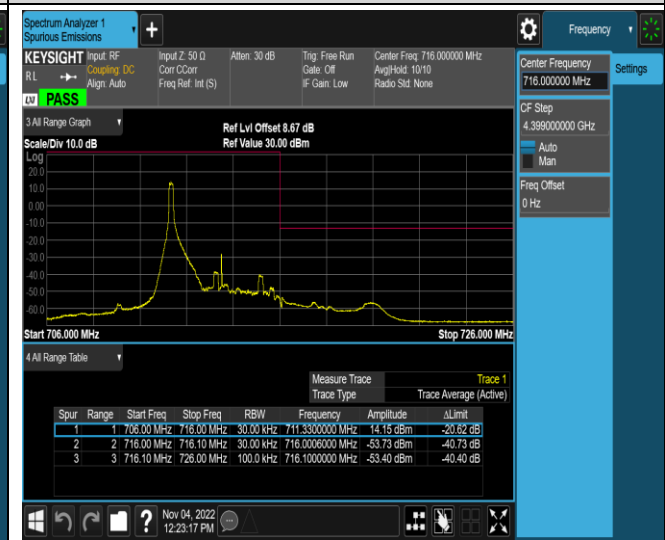 Spectrum Analyzer 1
Spurious Emissions
+
Frequency
KEYSIGHT Input: RF Input Z: 50 Ω Atten: 30 dB Trig: Free Run Center Freq: 716.000000 MHz
RL Coupling: DC Corr CCorr Gate: Off Avg|Hold: 10/10
Align: Auto Freq Ref: Int (S) IF Gain: Low Radio Std: None
LXI PASS
Center Frequency
716.000000 MHz
Settings
CF Step
4.399000000 GHz
Auto
Man
Freq Offset
0 Hz
3 All Range Graph
Ref Lvl Offset 8.67 dB
Scale/Div 10.0 dB Ref Value 30.00 dBm
Log
20.0
10.0
0.00
-10.0
-20.0
-30.0
-40.0
-50.0
-60.0
Start 706.000 MHz Stop 726.000 MHz
4 All Range Table
Measure Trace Trace 1
Trace Type Trace Average (Active)
Spur Range Start Freq Stop Freq RBW Frequency Amplitude ΔLimit
1 1 706.00 MHz 716.00 MHz 30.00 kHz 711.3300000 MHz 14.15 dBm -20.62 dB
2 2 716.00 MHz 716.10 MHz 30.00 kHz 716.0006000 MHz -53.73 dBm -40.73 dB
3 3 716.10 MHz 726.00 MHz 100.0 kHz 716.1000000 MHz -53.40 dBm -40.40 dB
?
Nov 04, 2022
12:23:17 PM